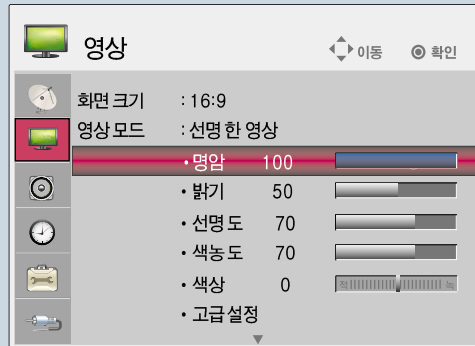 영상
이동 확인
화면 크기 : 16:9
영상 모드 : 선명한 영상
· 명암 100
· 밝기 50
· 선명도 70
· 색농도 70
· 색상 0 적 녹
· 고급 설정